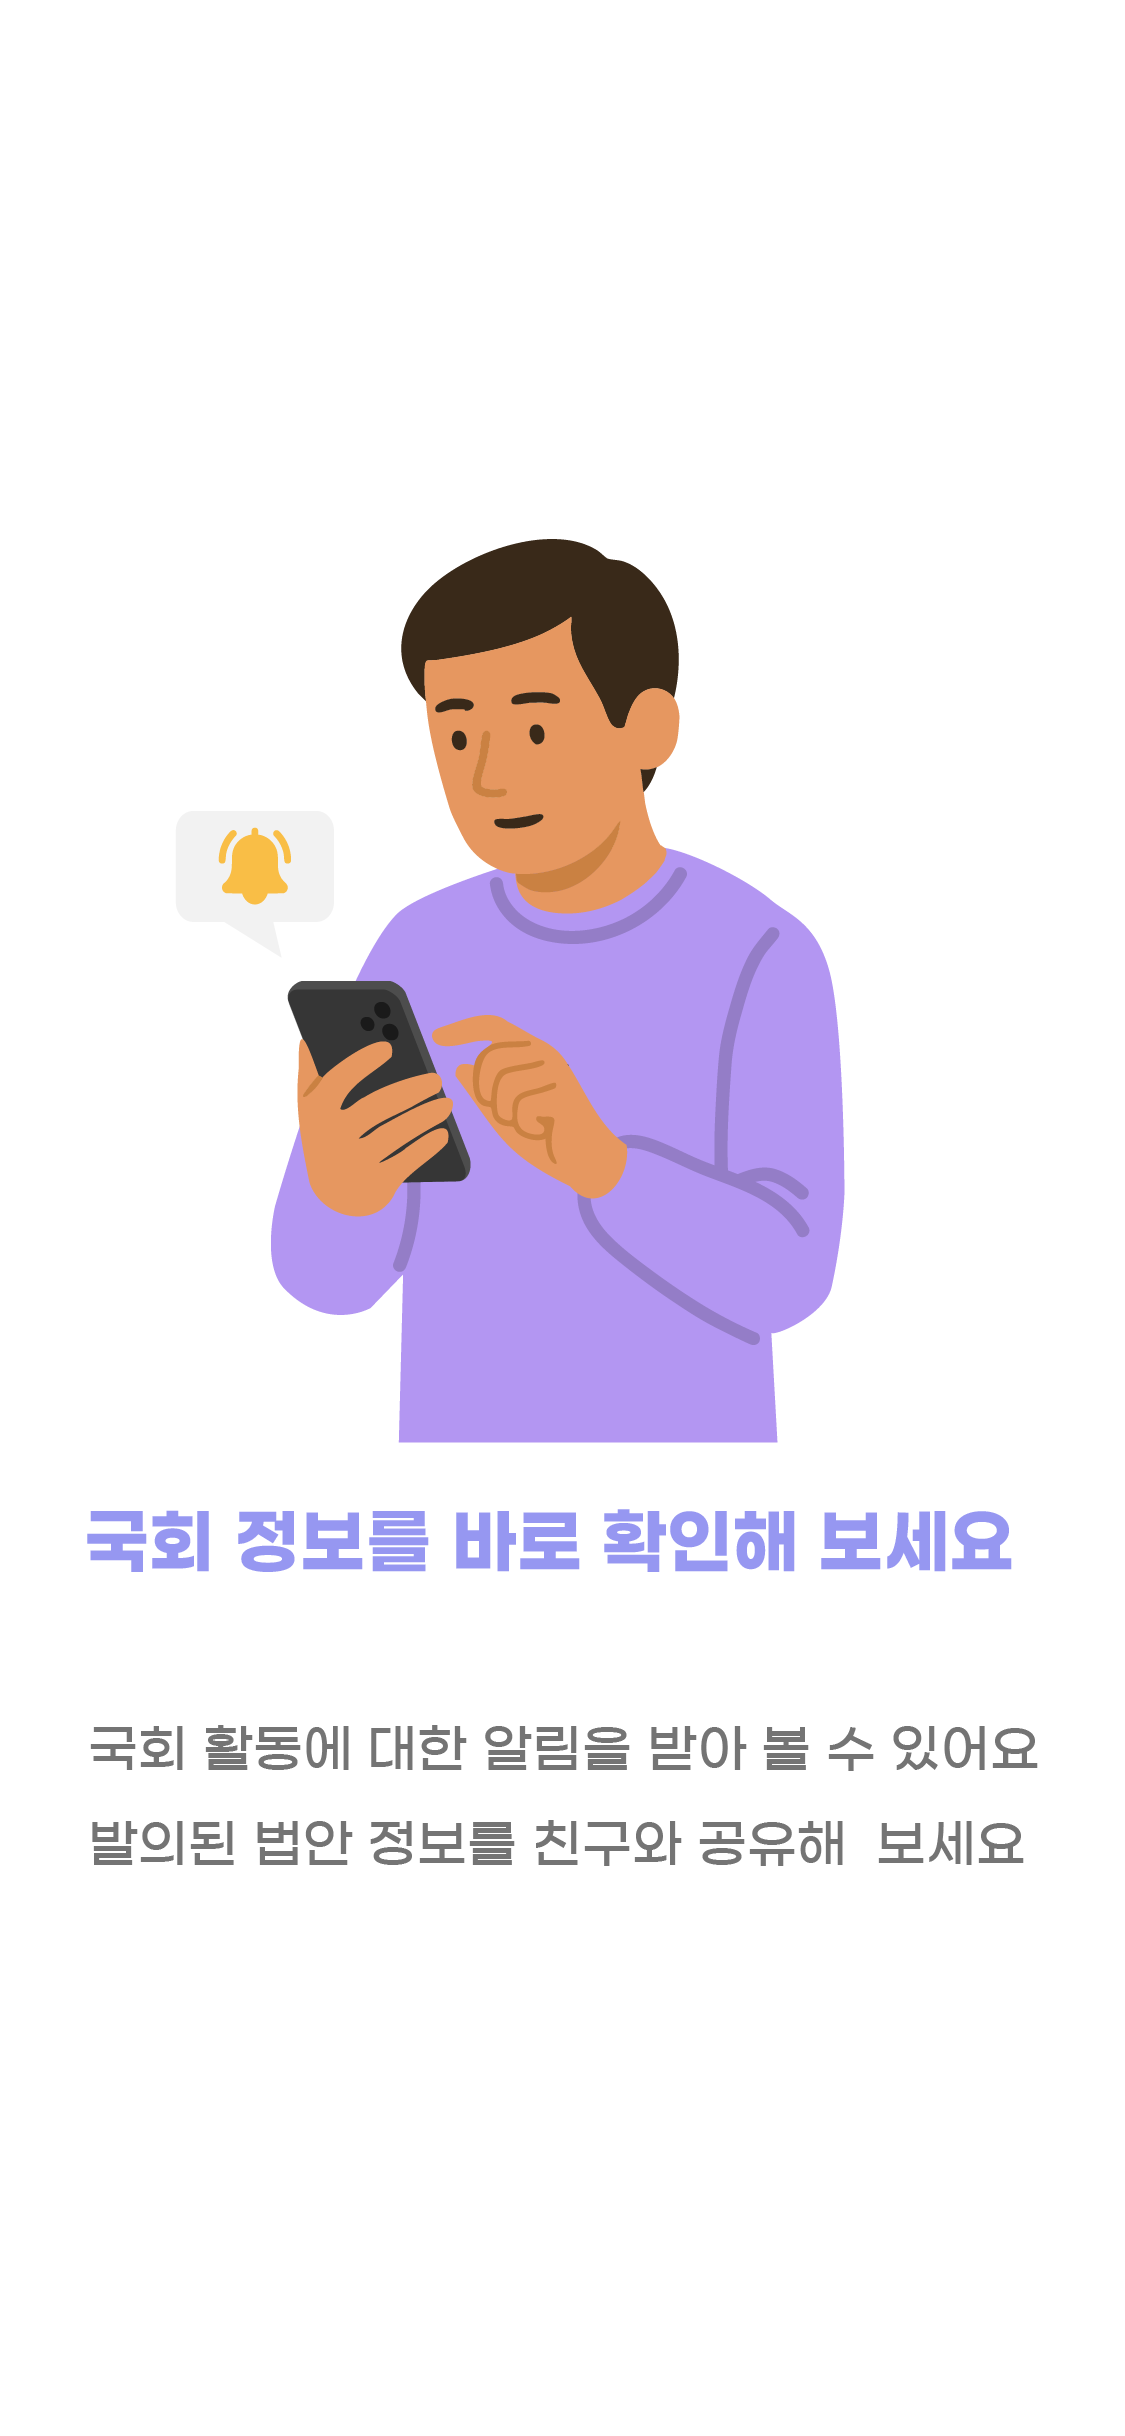 국회 정보를 바로 확인해 보세요
국회 활동에 대한 알림을 받아 볼 수 있어요
발의된 법안 정보를 친구와 공유해  보세요